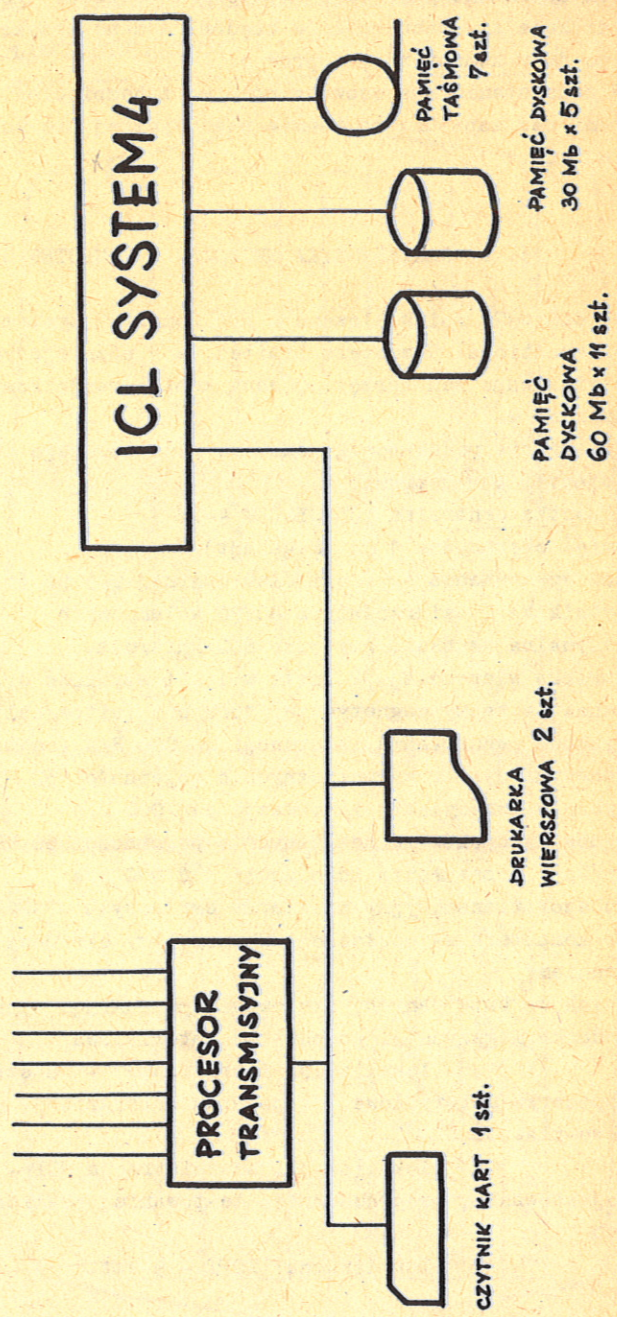 ICL SYSTEM4
PROCESOR
TRANSMISYJNY
CZYTNIK KART 1 szt.
DRUKARKA
WIERSZOWA 2 szt.
PAMIĘĆ
DYSKOWA
60 Mb x 11 szt.
PAMIĘĆ DYSKOWA
30 Mb x 5 szt.
PAMIĘĆ
TAŚMOWA
7 szt.